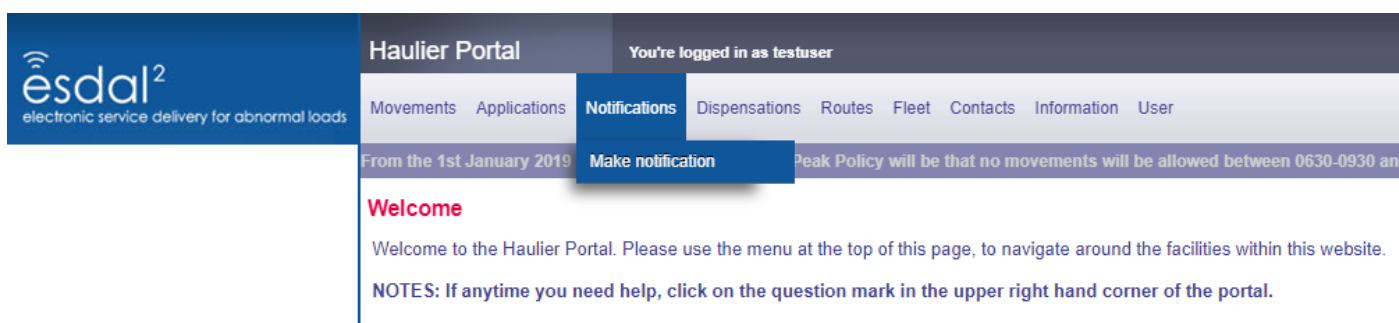 esdal²
electronic service delivery for abnormal loads
Haulier Portal
You're logged in as testuser
Movements Applications Notifications Dispensations Routes Fleet Contacts Information User
Make notification
From the 1st January 2019 Peak Policy will be that no movements will be allowed between 0630-0930 an
Welcome
Welcome to the Haulier Portal. Please use the menu at the top of this page, to navigate around the facilities within this website.
NOTES: If anytime you need help, click on the question mark in the upper right hand corner of the portal.